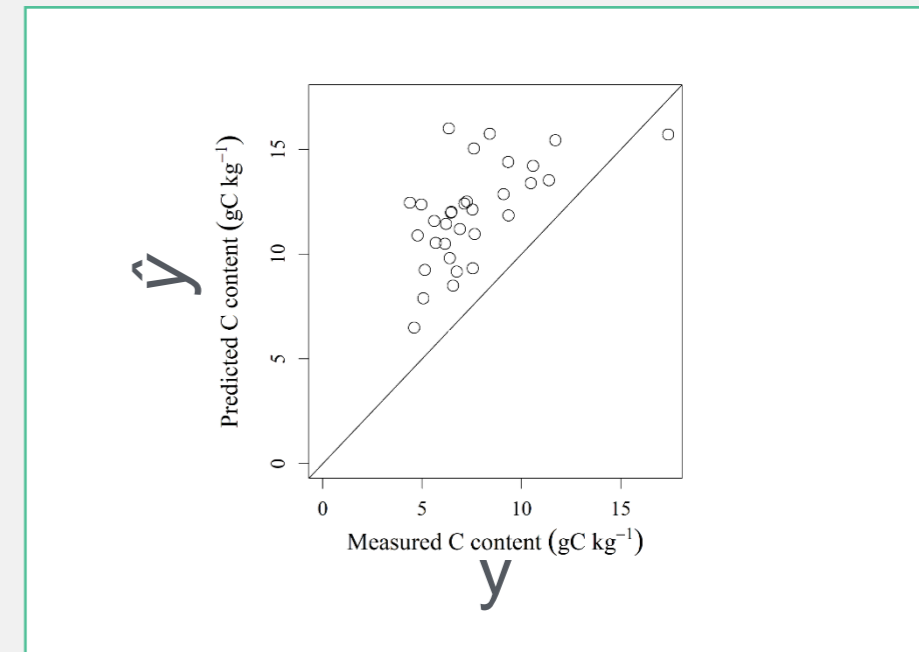 ŷ
Predicted C content (gC kg⁻¹)
15
10
5
0
0 5 10 15
Measured C content (gC kg⁻¹)
y